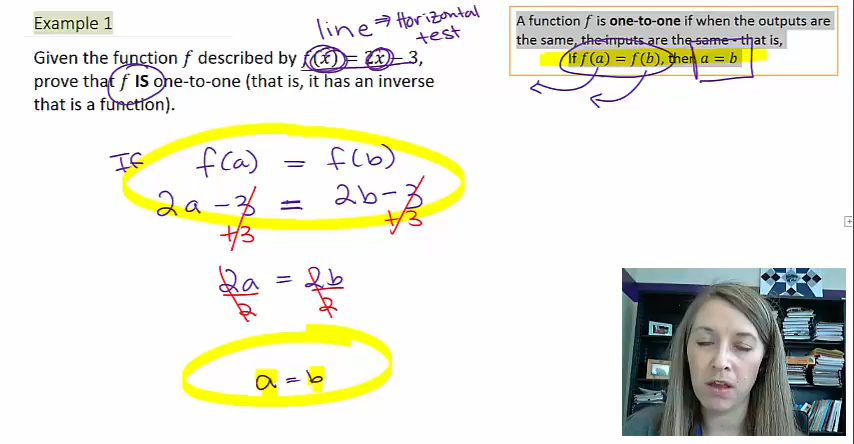 Example 1
line ⇒ Horizontal
test
Given the function f described by f(x) = 2x − 3,
prove that f IS one-to-one (that is, it has an inverse
that is a function).
A function f is one-to-one if when the outputs are
the same, the inputs are the same - that is,
If f(a) = f(b), then a = b
If f(a) = f(b)
2a − 3 = 2b − 3
+3 +3
2a = 2b
2 2
a = b